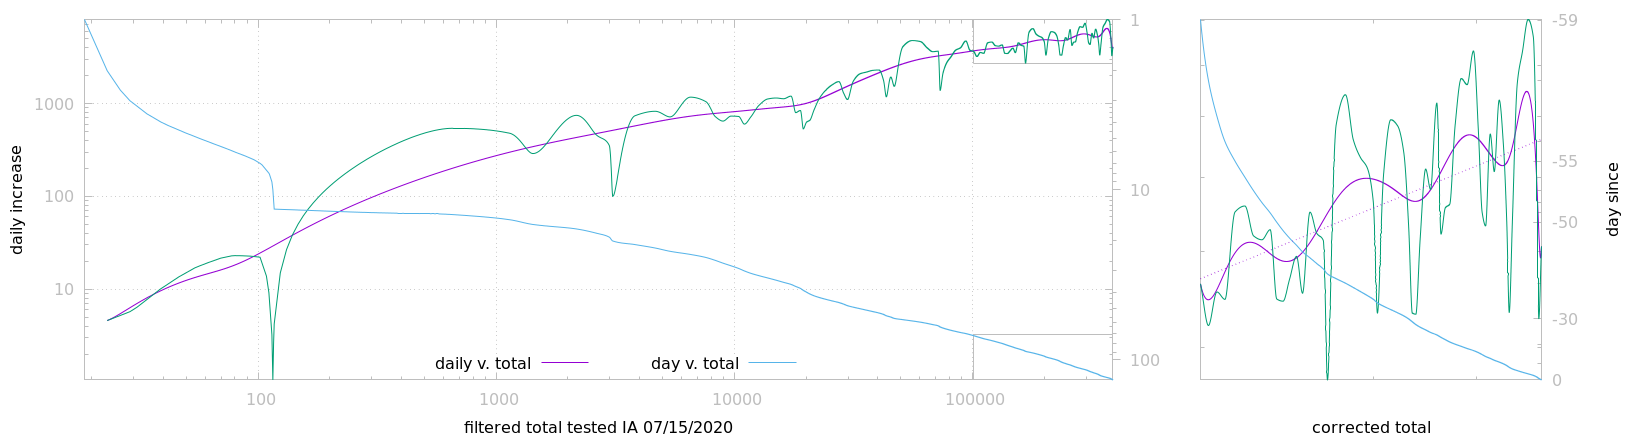 daily increase
1000
100
10
daily v. total
day v. total
100
1000
10000
100000
filtered total tested IA 07/15/2020
1
10
100
-59
-55
-50
-30
0
day since
corrected total